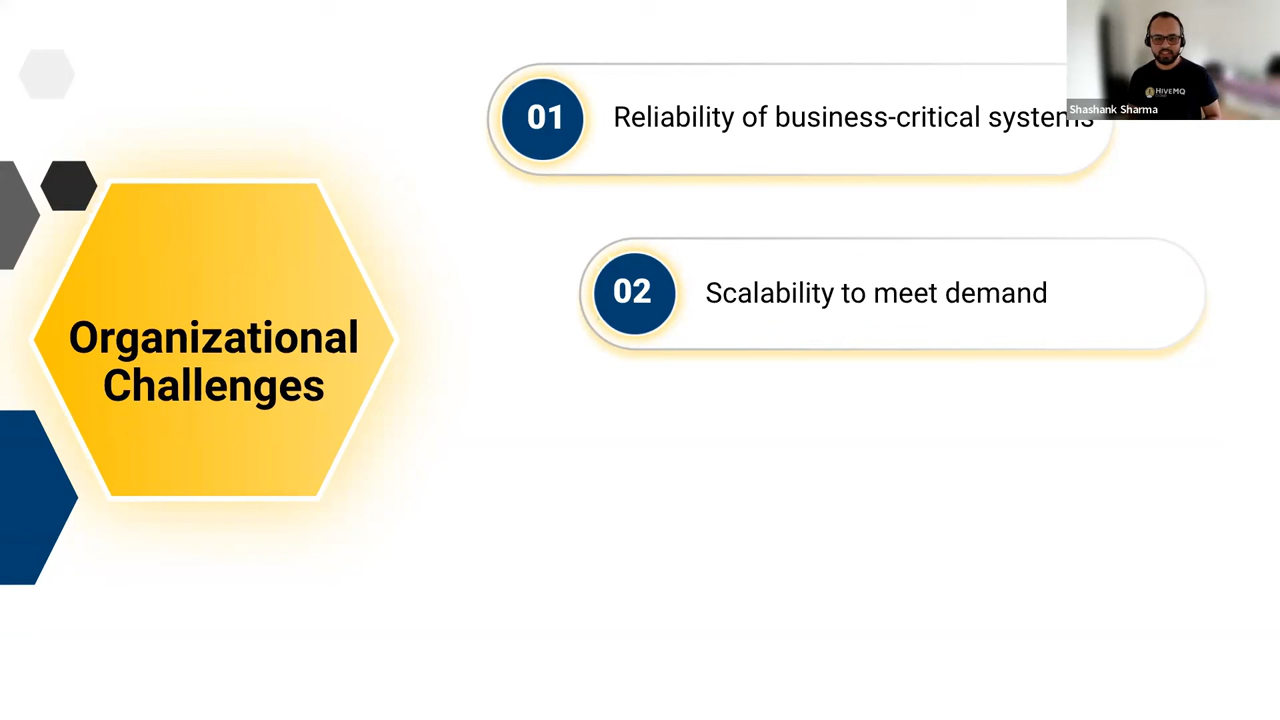 01
Reliability of business-critical systems
Shashank Sharma
HIVEMQ
02
Scalability to meet demand
Organizational
Challenges